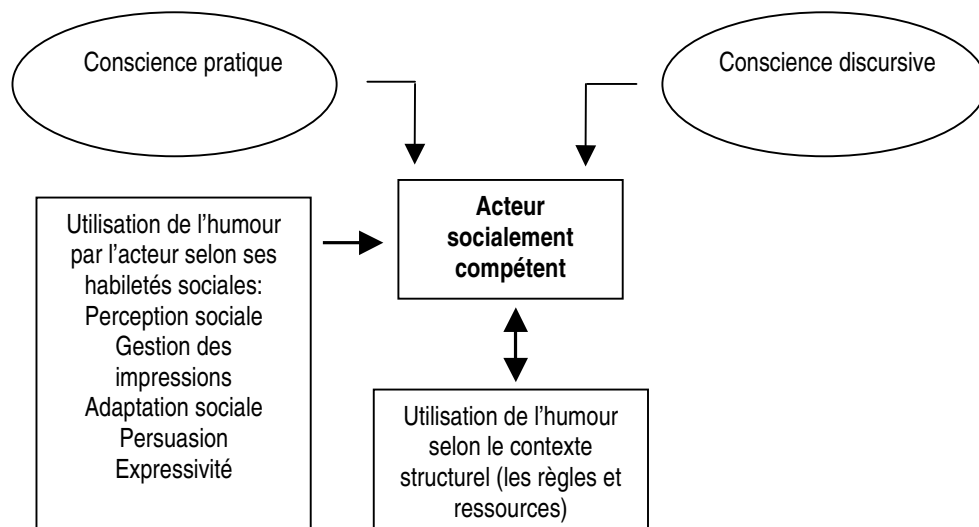 Conscience pratique
Conscience discursive
Acteur
socialement
compétent
Utilisation de l’humour
par l’acteur selon ses
habiletés sociales:
Perception sociale
Gestion des
impressions
Adaptation sociale
Persuasion
Expressivité
Utilisation de l’humour
selon le contexte
structurel (les règles et
ressources)